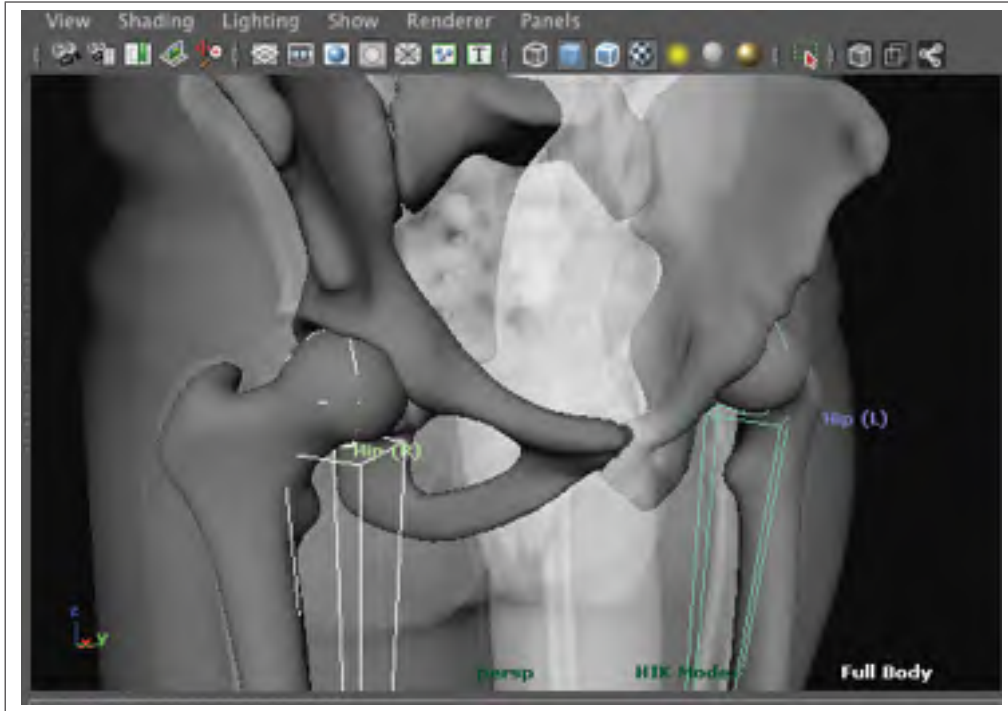 View Shading Lighting Show Renderer Panels
T
Hip (L)
Hip (R)
z
x y
persp HIK Mode: Full Body